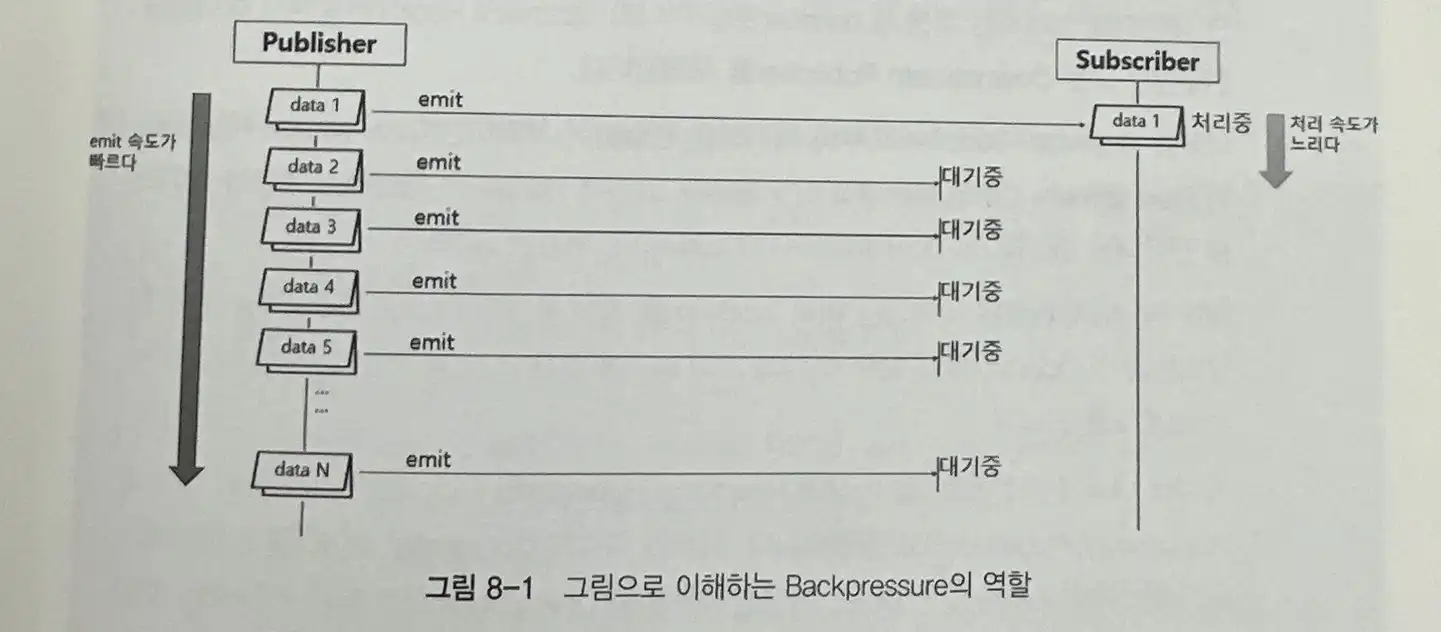 Publisher
Subscriber
data 1
emit
data 1
처리중
처리 속도가
느리다
emit 속도가
빠르다
data 2
emit
대기중
data 3
emit
대기중
data 4
emit
대기중
data 5
emit
대기중
...
...
data N
emit
대기중
그림 8-1 그림으로 이해하는 Backpressure의 역할